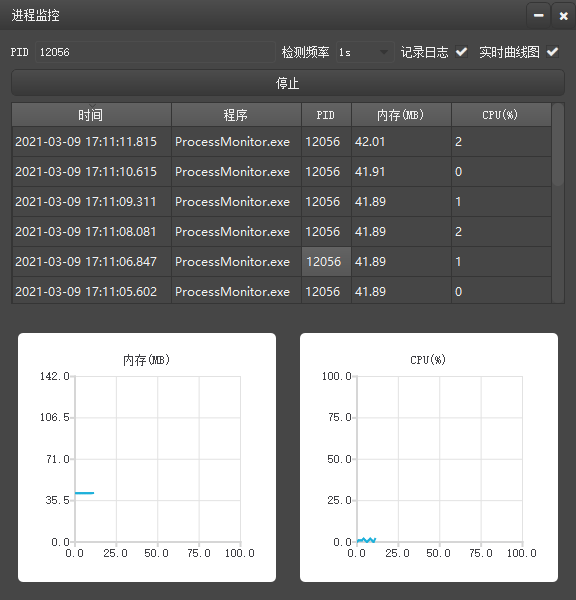 进程监控
PID 12056 检测频率 1s 记录日志 实时曲线图
停止
时间 程序 PID 内存(MB) CPU(%)
2021-03-09 17:11:11.815 ProcessMonitor.exe 12056 42.01 2
2021-03-09 17:11:10.615 ProcessMonitor.exe 12056 41.91 0
2021-03-09 17:11:09.311 ProcessMonitor.exe 12056 41.89 1
2021-03-09 17:11:08.081 ProcessMonitor.exe 12056 41.89 2
2021-03-09 17:11:06.847 ProcessMonitor.exe 12056 41.89 1
2021-03-09 17:11:05.602 ProcessMonitor.exe 12056 41.89 0
内存(MB)
142.0
106.5
71.0
35.5
0.0
0.0 25.0 50.0 75.0 100.0
CPU(%)
100.0
75.0
50.0
25.0
0.0
0.0 25.0 50.0 75.0 100.0